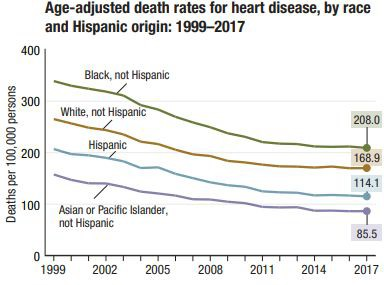 Age-adjusted death rates for heart disease, by race
and Hispanic origin: 1999–2017
Deaths per 100,000 persons
400
300
200
100
0
Black, not Hispanic
White, not Hispanic
Hispanic
Asian or Pacific Islander,
not Hispanic
208.0
168.9
114.1
85.5
1999 2002 2005 2008 2011 2014 2017